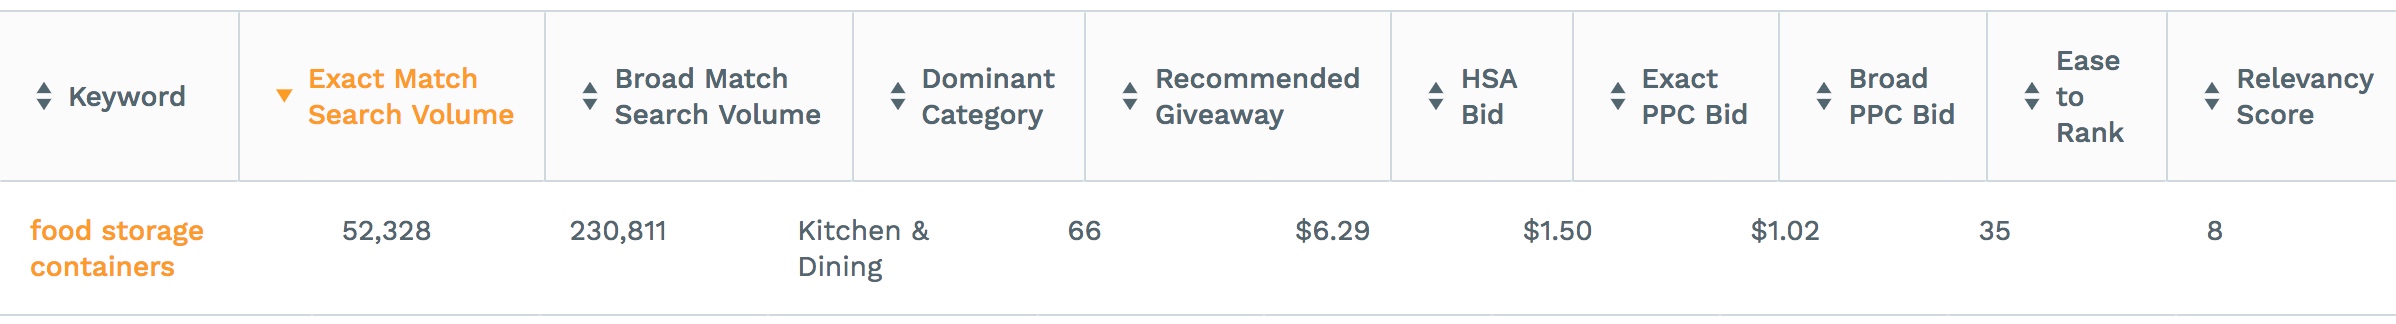 Keyword
Exact Match
Search Volume
Broad Match
Search Volume
Dominant
Category
Recommended
Giveaway
HSA
Bid
Exact
PPC Bid
Broad
PPC Bid
Ease
to
Rank
Relevancy
Score
food storage
containers
52,328
230,811
Kitchen &
Dining
66
$6.29
$1.50
$1.02
35
8